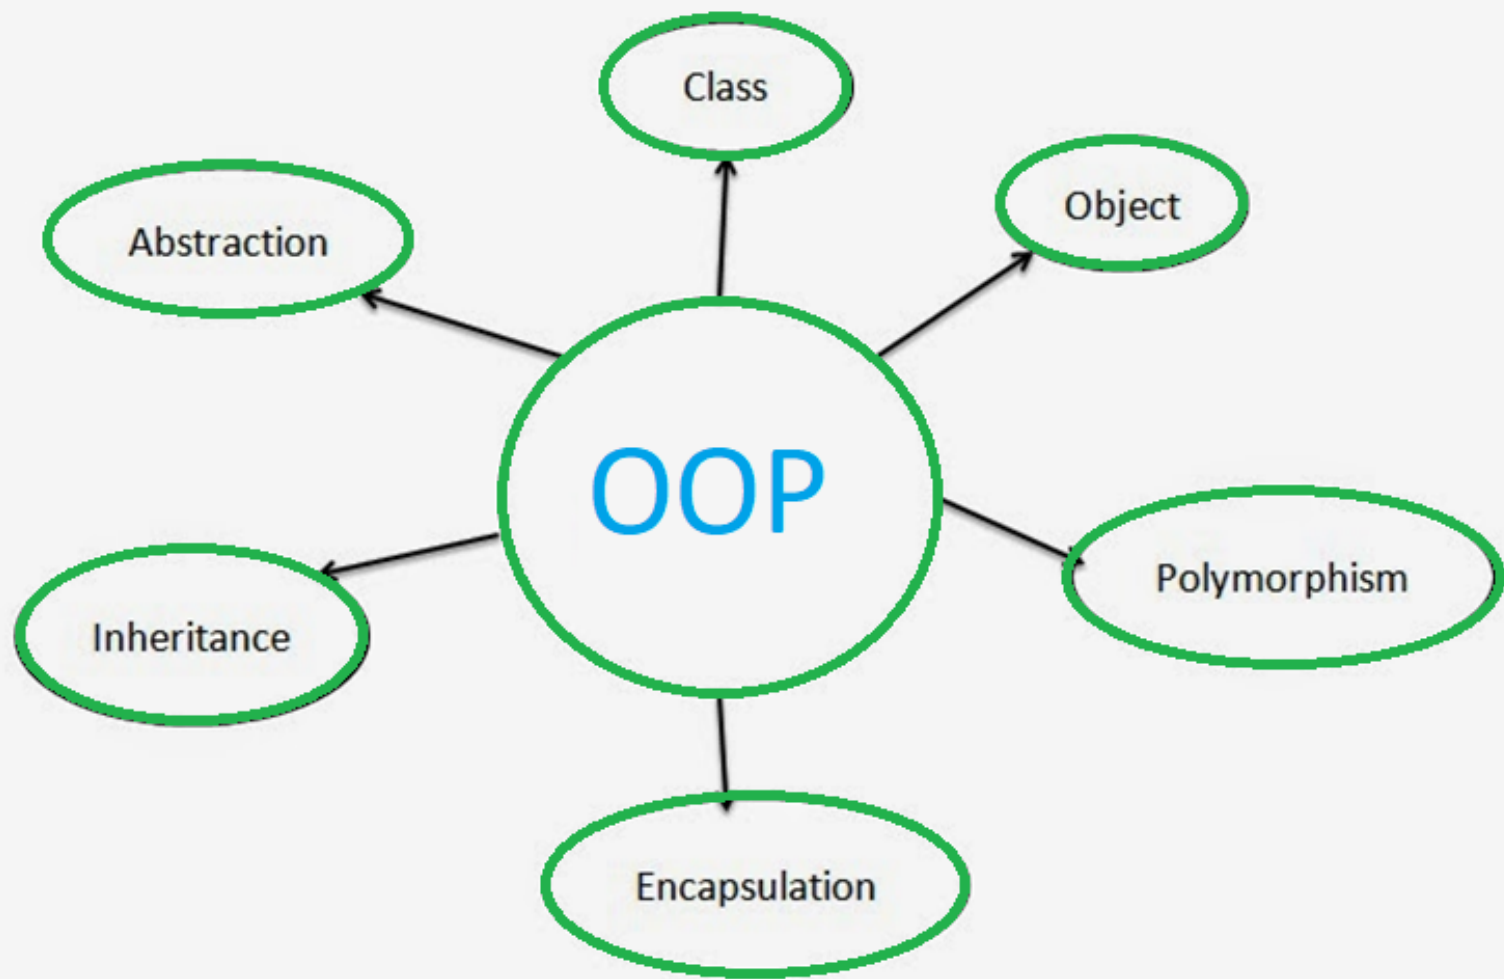 Class
Object
Abstraction
OOP
Polymorphism
Inheritance
Encapsulation